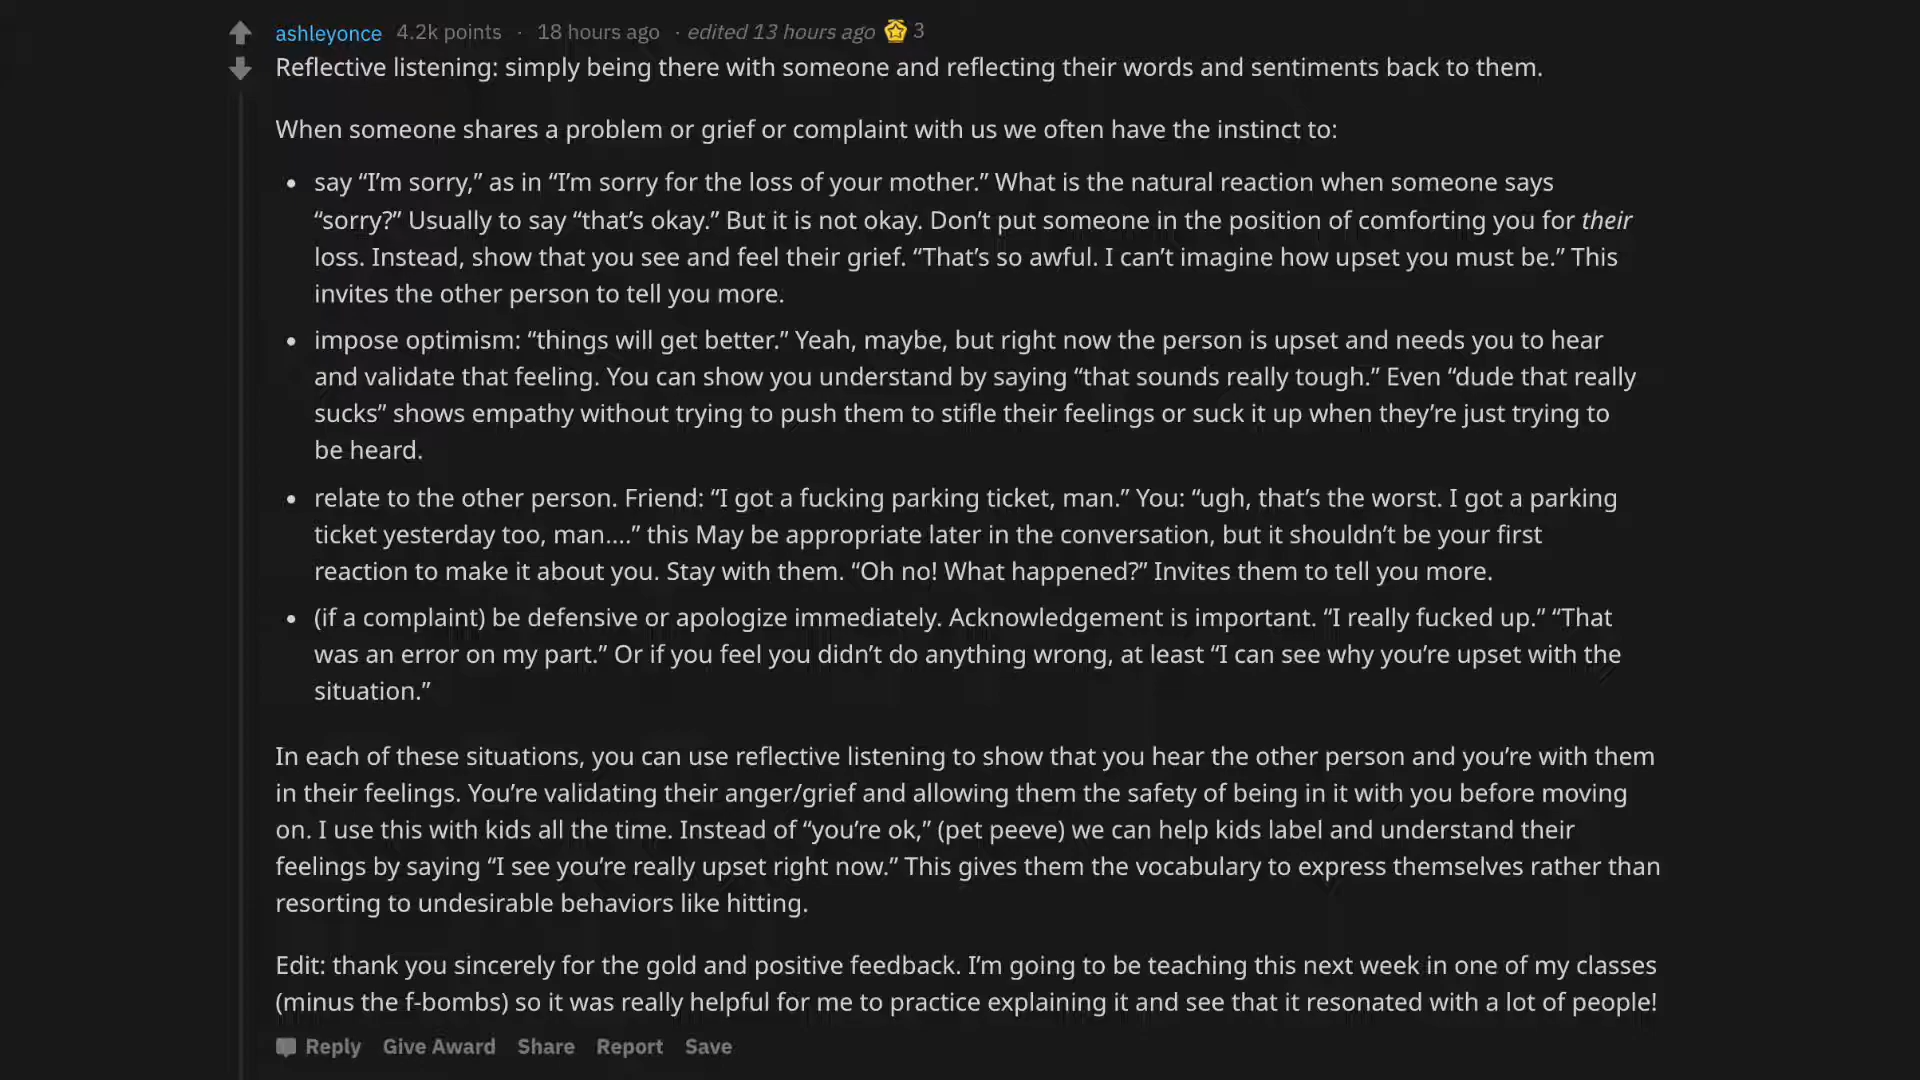 ashleyonce 4.2k points · 18 hours ago · edited 13 hours ago 3
Reflective listening: simply being there with someone and reflecting their words and sentiments back to them.
When someone shares a problem or grief or complaint with us we often have the instinct to:
• say “I’m sorry,” as in “I’m sorry for the loss of your mother.” What is the natural reaction when someone says
“sorry?” Usually to say “that’s okay.” But it is not okay. Don’t put someone in the position of comforting you for their
loss. Instead, show that you see and feel their grief. “That’s so awful. I can’t imagine how upset you must be.” This
invites the other person to tell you more.
• impose optimism: “things will get better.” Yeah, maybe, but right now the person is upset and needs you to hear
and validate that feeling. You can show you understand by saying “that sounds really tough.” Even “dude that really
sucks” shows empathy without trying to push them to stifle their feelings or suck it up when they’re just trying to
be heard.
• relate to the other person. Friend: “I got a fucking parking ticket, man.” You: “ugh, that’s the worst. I got a parking
ticket yesterday too, man....” this May be appropriate later in the conversation, but it shouldn’t be your first
reaction to make it about you. Stay with them. “Oh no! What happened?” Invites them to tell you more.
• (if a complaint) be defensive or apologize immediately. Acknowledgement is important. “I really fucked up.” “That
was an error on my part.” Or if you feel you didn’t do anything wrong, at least “I can see why you’re upset with the
situation.”
In each of these situations, you can use reflective listening to show that you hear the other person and you’re with them
in their feelings. You’re validating their anger/grief and allowing them the safety of being in it with you before moving
on. I use this with kids all the time. Instead of “you’re ok,” (pet peeve) we can help kids label and understand their
feelings by saying “I see you’re really upset right now.” This gives them the vocabulary to express themselves rather than
resorting to undesirable behaviors like hitting.
Edit: thank you sincerely for the gold and positive feedback. I’m going to be teaching this next week in one of my classes
(minus the f-bombs) so it was really helpful for me to practice explaining it and see that it resonated with a lot of people!
Reply Give Award Share Report Save